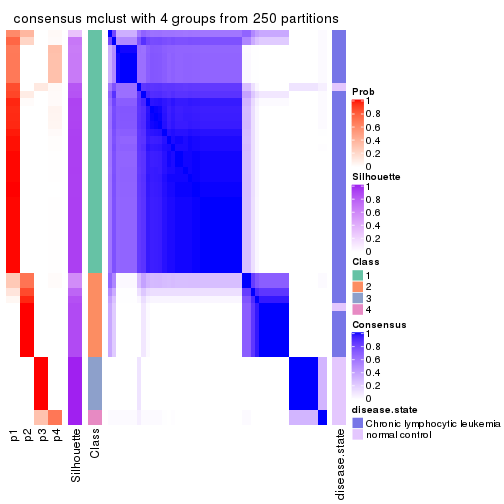 consensus mclust with 4 groups from 250 partitions
Prob
1
0.8
0.6
0.4
0.2
0
Silhouette
1
0.8
0.6
0.4
0.2
0
Class
1
2
3
4
Consensus
1
0.8
0.6
0.4
0.2
0
disease.state
Chronic lymphocytic leukemia
normal control
p1
p2
p3
p4
Silhouette
Class
disease.state